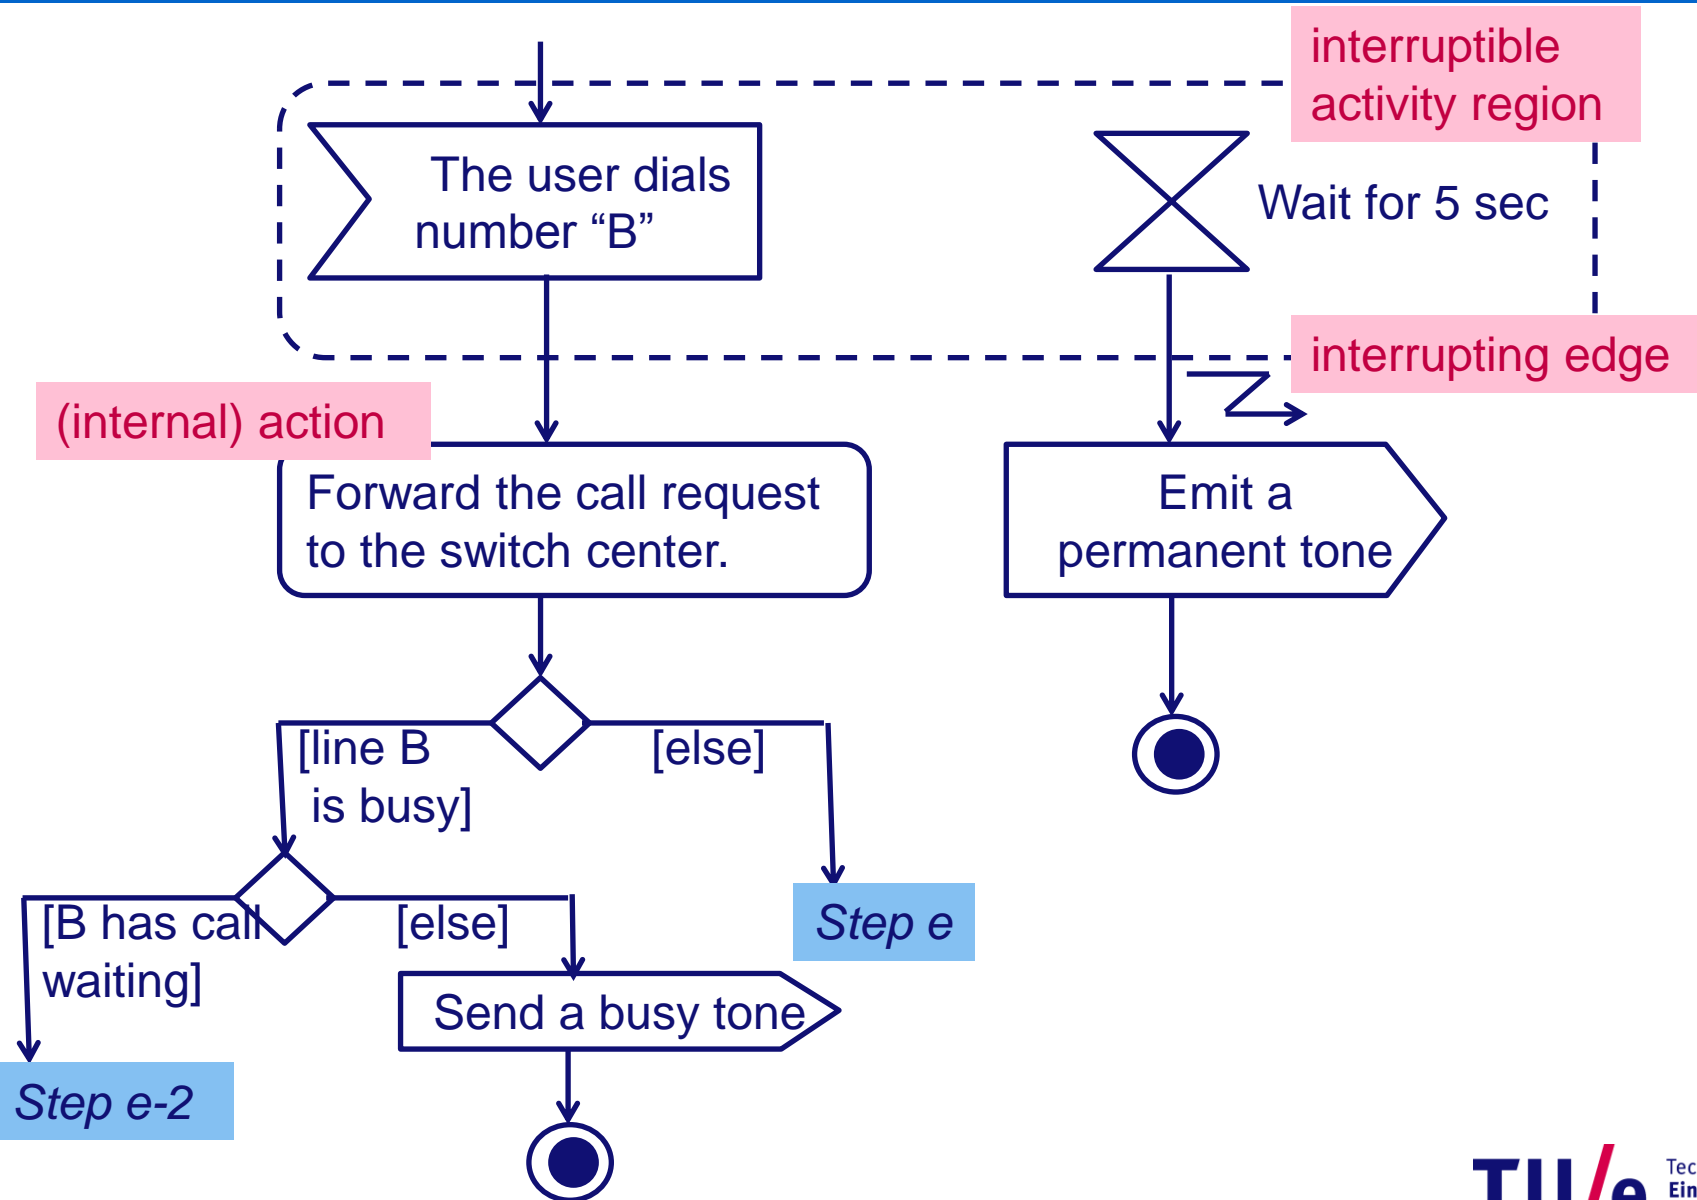 interruptible
activity region
The user dials
number “B”
Wait for 5 sec
interrupting edge
(internal) action
Forward the call request
to the switch center.
Emit a
permanent tone
[line B
is busy]
[else]
[B has call
waiting]
[else]
Step e
Send a busy tone
Step e-2
TU/e